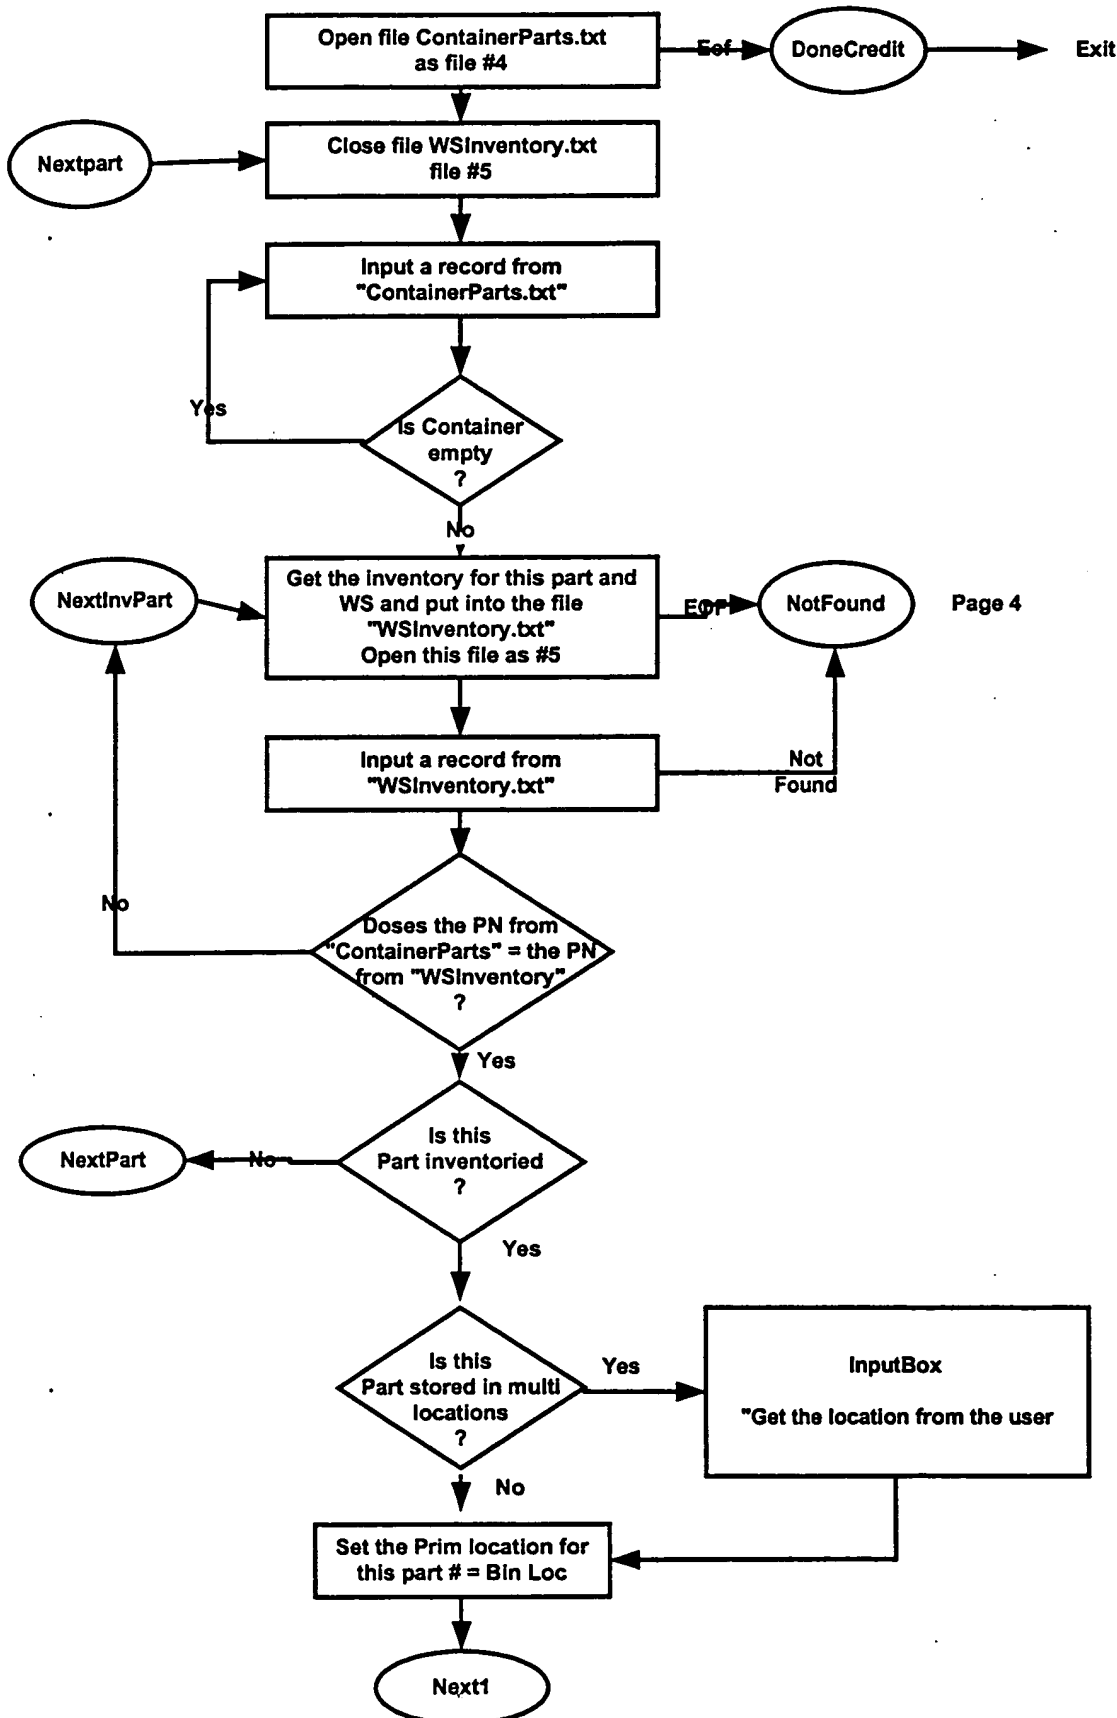 Open file ContainerParts.txt
as file #4
Eof
DoneCredit
Exit
Nextpart
Close file WSInventory.txt
file #5
Input a record from
"ContainerParts.txt"
Yes
Is Container
empty
?
No
NextInvPart
Get the inventory for this part and
WS and put into the file
"WSInventory.txt"
Open this file as #5
EOF
NotFound
Page 4
Input a record from
"WSInventory.txt"
Not
Found
No
Doses the PN from
"ContainerParts" = the PN
from "WSInventory"
?
Yes
NextPart
No
Is this
Part inventoried
?
Yes
Is this
Part stored in multi
locations
?
Yes
InputBox
"Get the location from the user
No
Set the Prim location for
this part # = Bin Loc
Next1